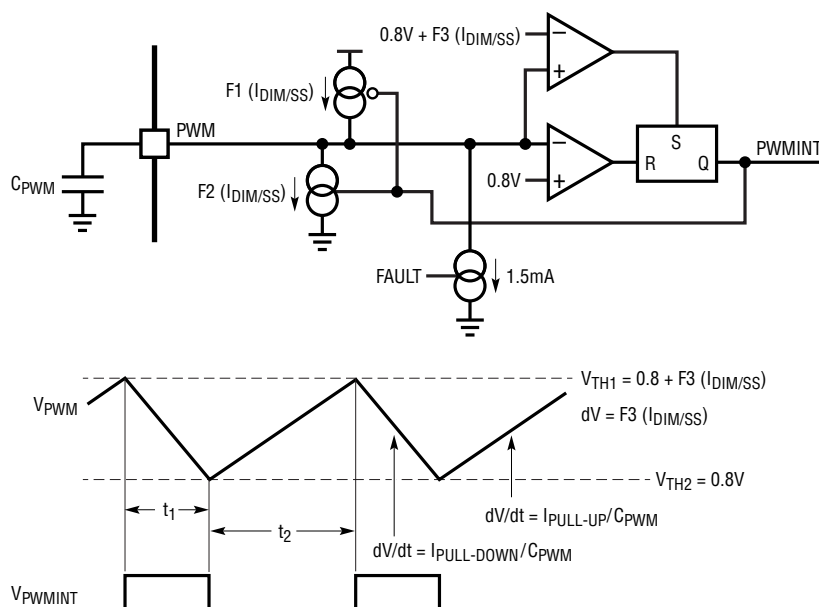 0.8V + F3 (IDIM/SS)
–
+
F1 (IDIM/SS)
PWM
CPWM
F2 (IDIM/SS)
–
+
0.8V
S
R
Q
PWMINT
FAULT
1.5mA
VPWM
VTH1 = 0.8 + F3 (IDIM/SS)
dV = F3 (IDIM/SS)
VTH2 = 0.8V
t1
t2
dV/dt = IPULL-UP/CPWM
dV/dt = IPULL-DOWN/CPWM
VPWMINT